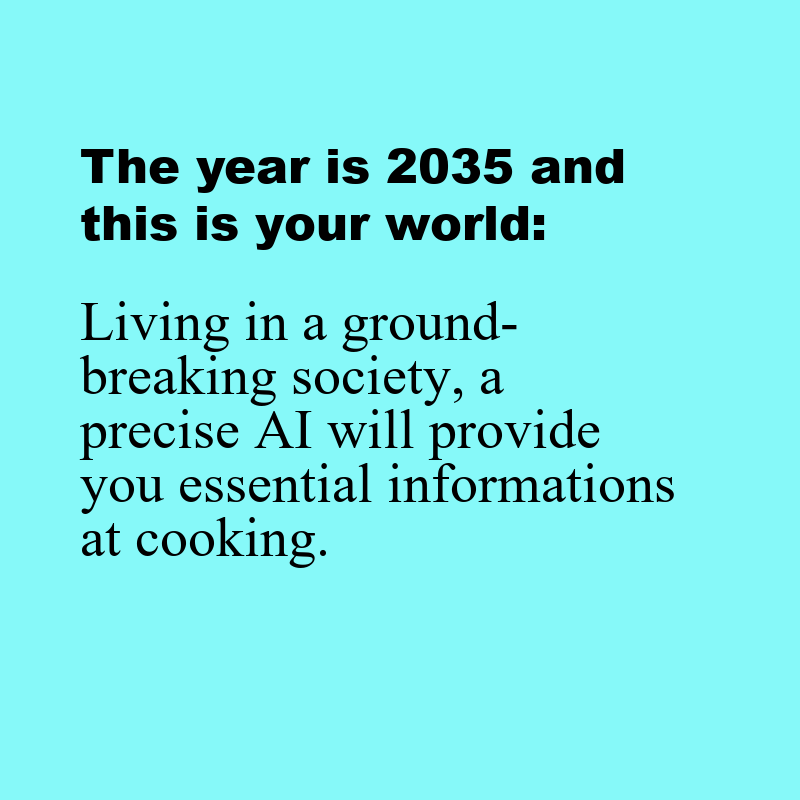 The year is 2035 and
this is your world:
Living in a ground-
breaking society, a
precise AI will provide
you essential informations
at cooking.